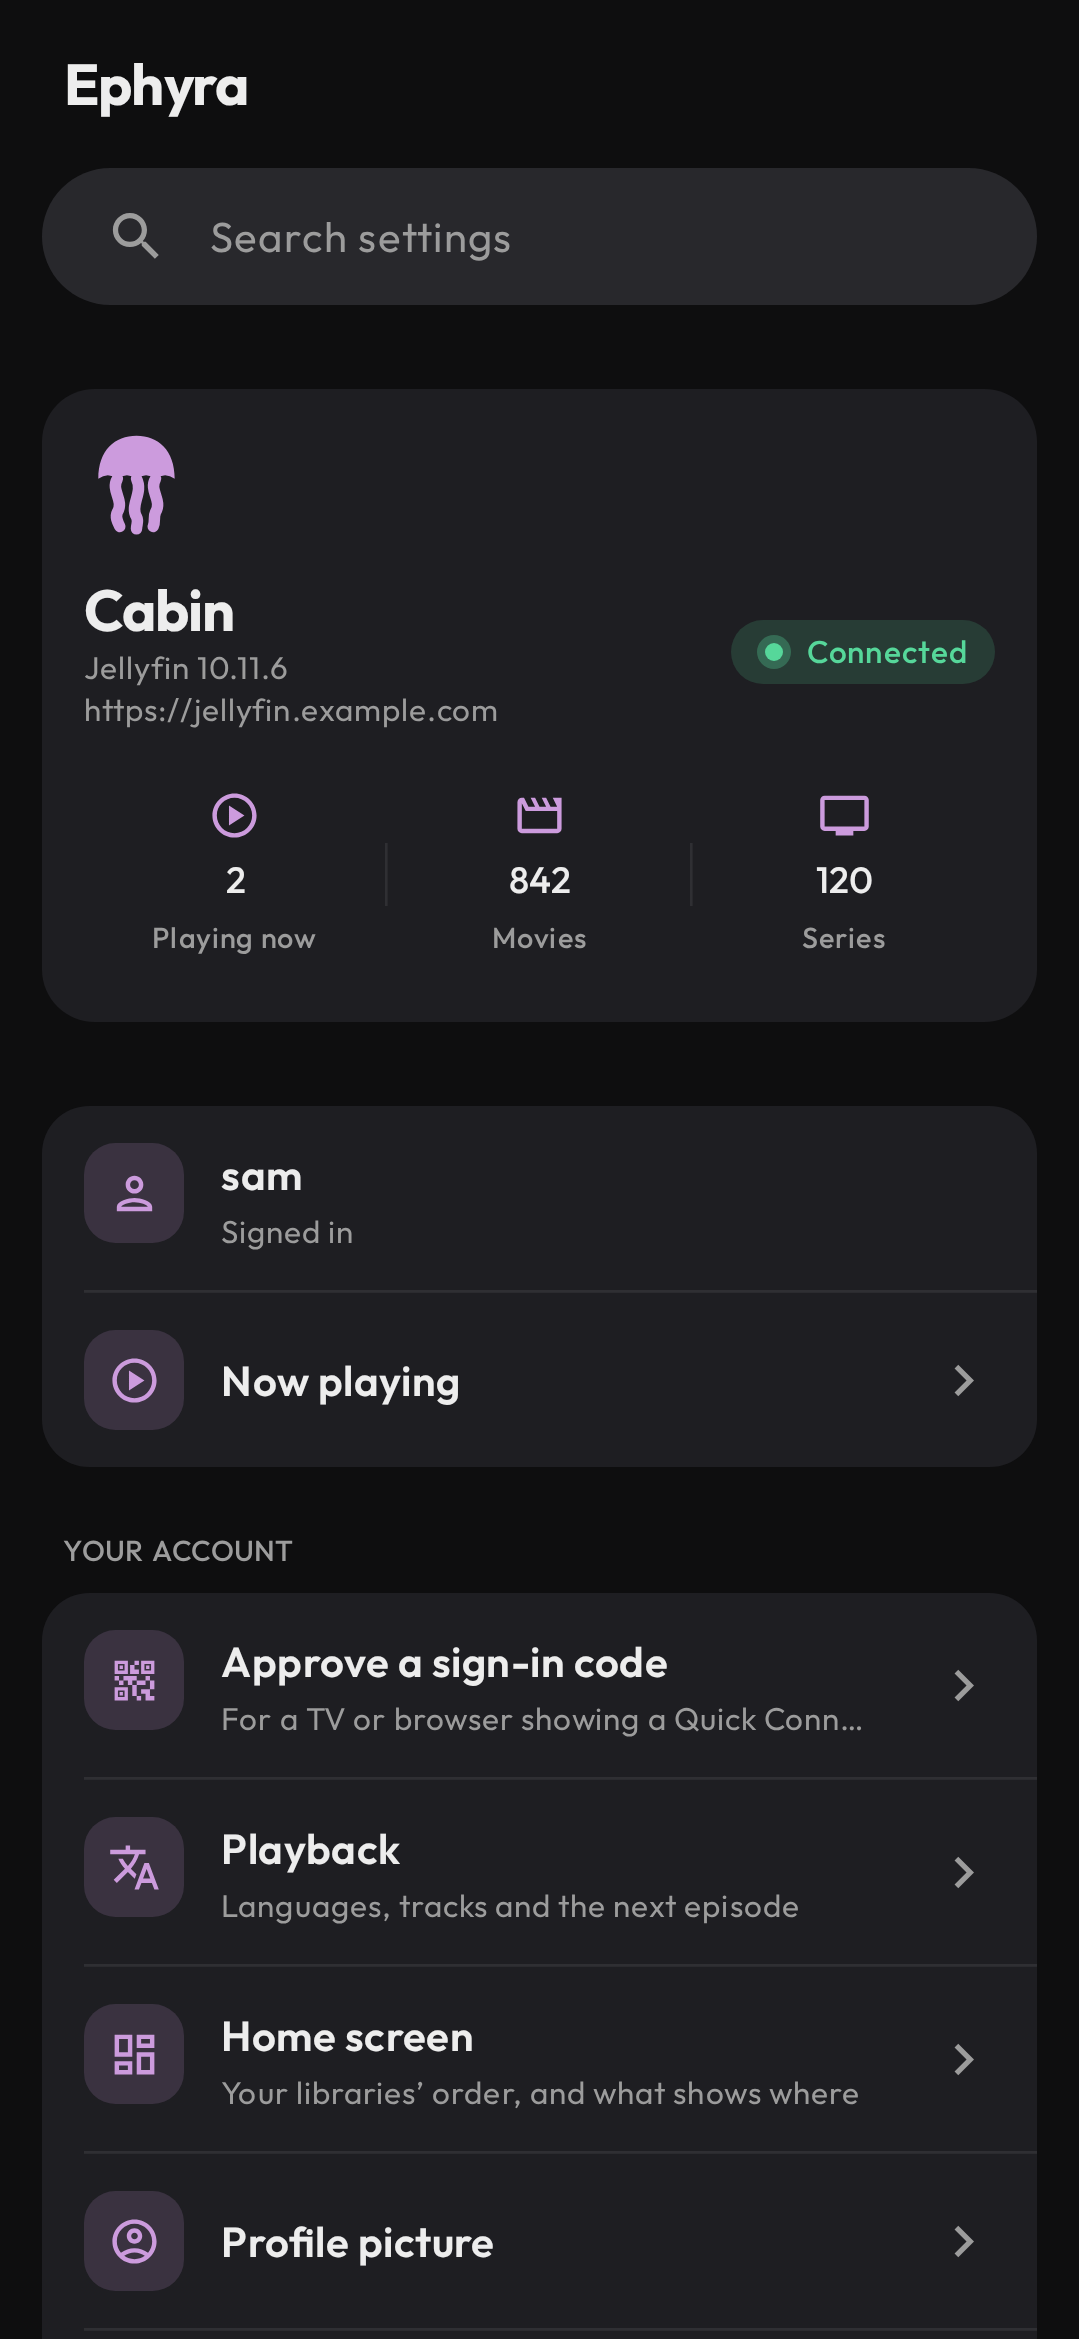 Ephyra
Search settings
Cabin
Jellyfin 10.11.6
https://jellyfin.example.com
Connected
2
Playing now
842
Movies
120
Series
sam
Signed in
Now playing
YOUR ACCOUNT
Approve a sign-in code
For a TV or browser showing a Quick Conn...
Playback
Languages, tracks and the next episode
Home screen
Your libraries’ order, and what shows where
Profile picture